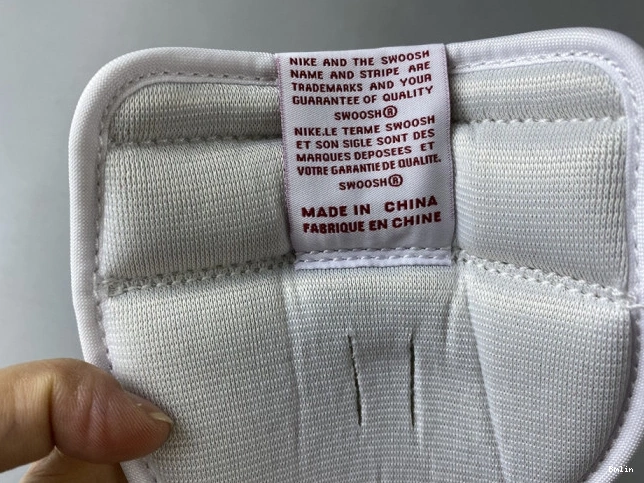 NIKE AND THE SWOOSH
NAME AND STRIPE ARE
TRADEMARKS AND YOUR
GUARANTEE OF QUALITY
SWOOSH®
NIKE.LE TERME SWOOSH
ET SON SIGLE SONT DES
MARQUES DEPOSEES ET
VOTRE GARANTIE DE QUALITE.
SWOOSH®
MADE IN CHINA
FABRIQUE EN CHINE